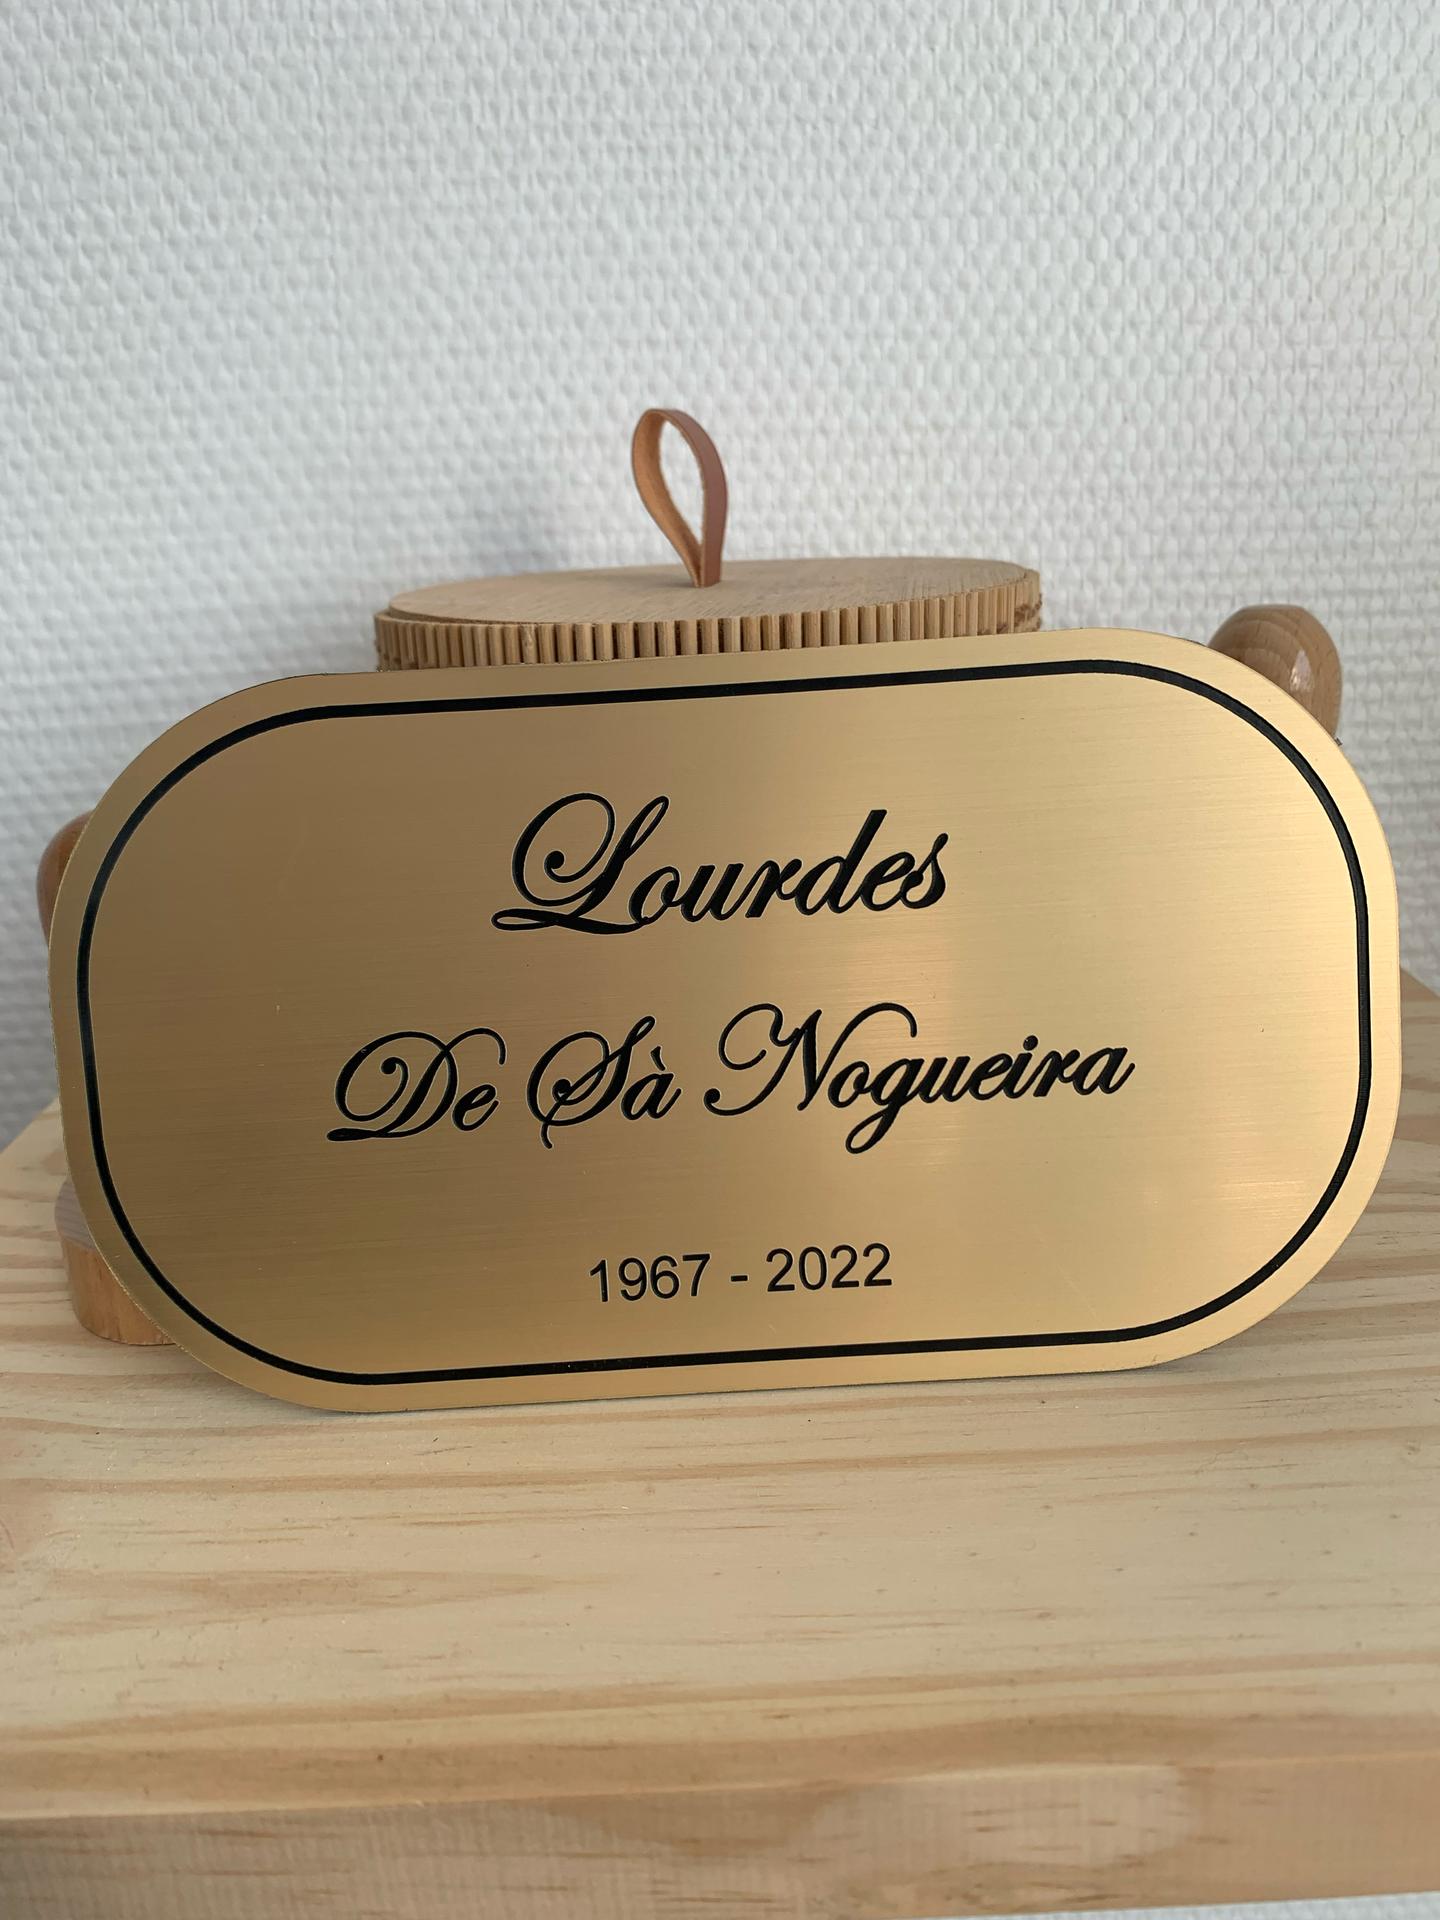 Lourdes
De Sà Nogueira
1967 - 2022